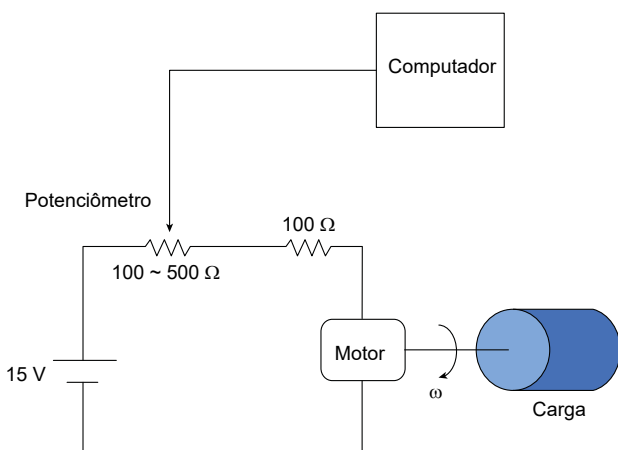 Computador
Potenciômetro
100 Ω
100 ~ 500 Ω
15 V
Motor
ω
Carga